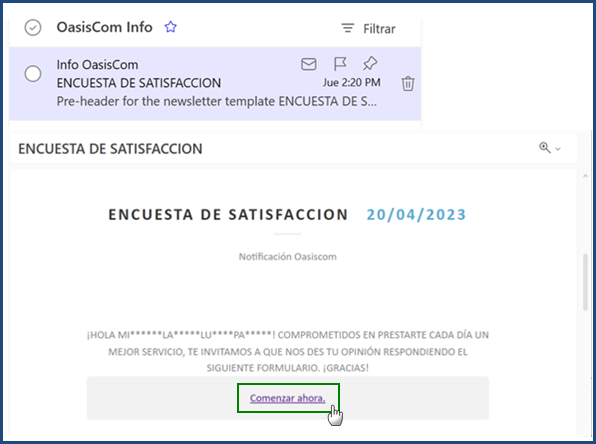 OasisCom Info
Filtrar
Info OasisCom
ENCUESTA DE SATISFACCION
Jue 2:20 PM
Pre-header for the newsletter template ENCUESTA DE S...
ENCUESTA DE SATISFACCION
ENCUESTA DE SATISFACCION 20/04/2023
Notificación Oasiscom
¡HOLA MI******LA*****LU****PA*****! COMPROMETIDOS EN PRESTARTE CADA DÍA UN
MEJOR SERVICIO, TE INVITAMOS A QUE NOS DES TU OPINIÓN RESPONDIENDO EL
SIGUIENTE FORMULARIO. ¡GRACIAS!
Comenzar ahora.